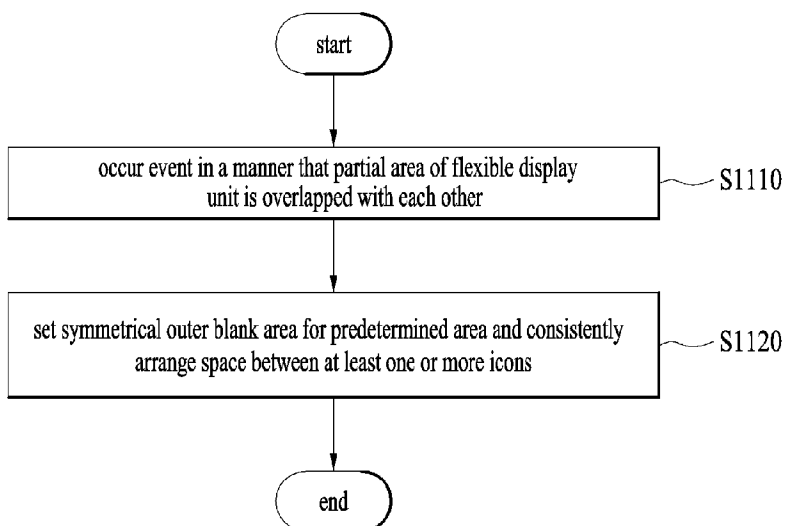 start
occur event in a manner that partial area of flexible display
unit is overlapped with each other
S1110
set symmetrical outer blank area for predetermined area and consistently
arrange space between at least one or more icons
S1120
end